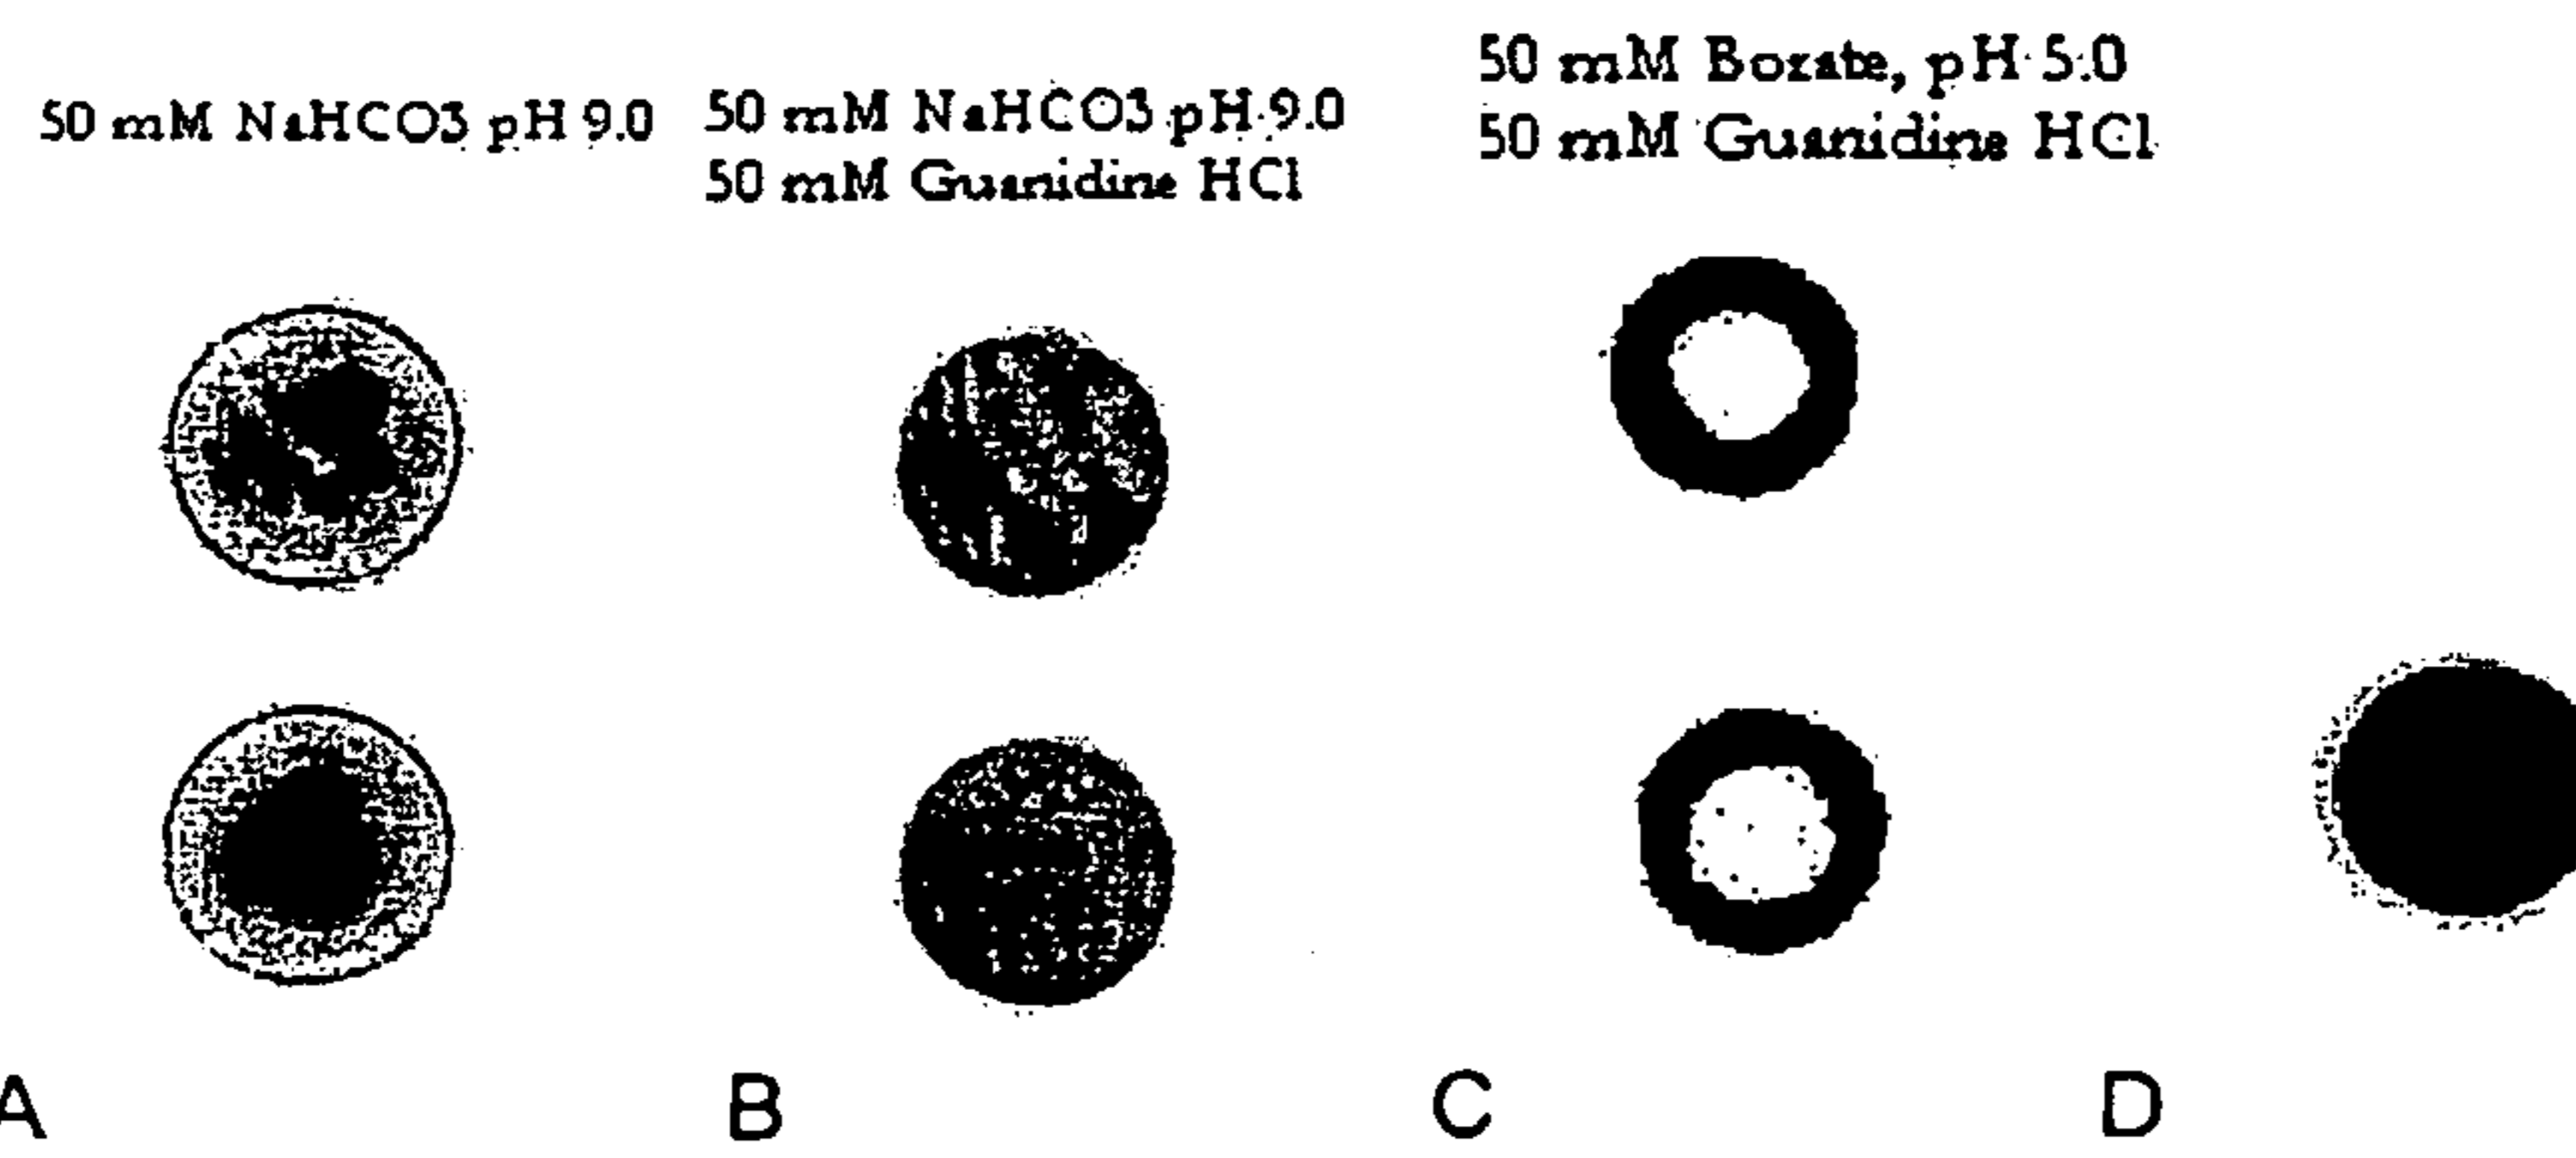 50 mM NaHCO3 pH 9.0
50 mM NaHCO3 pH 9.0
50 mM Guanidine HCl
50 mM Borate, pH 5.0
50 mM Guanidine HCl
A
B
C
D